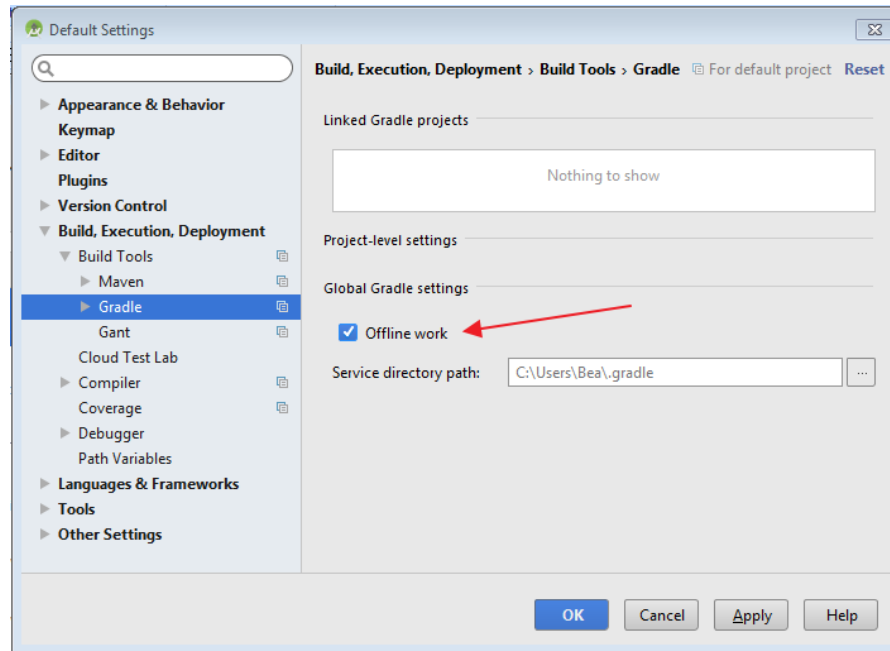 Default Settings
Build, Execution, Deployment › Build Tools › Gradle For default project Reset
Appearance & Behavior
Keymap
Editor
Plugins
Version Control
Build, Execution, Deployment
Build Tools
Maven
Gradle
Gant
Cloud Test Lab
Compiler
Coverage
Debugger
Path Variables
Languages & Frameworks
Tools
Other Settings
Linked Gradle projects
Nothing to show
Project-level settings
Global Gradle settings
Offline work
Service directory path: C:\Users\Bea\.gradle ...
OK Cancel Apply Help